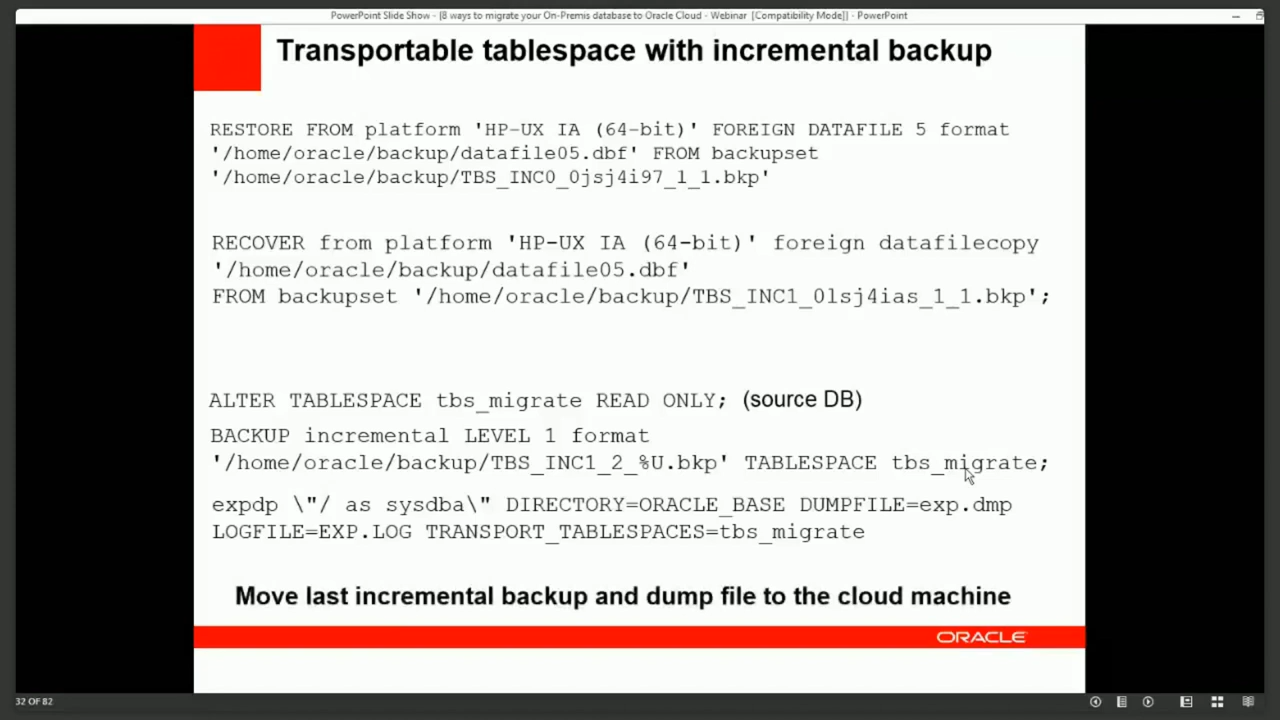 PowerPoint Slide Show - [8 ways to migrate your On-Premis database to Oracle Cloud - Webinar [Compatibility Mode]] - PowerPoint
Transportable tablespace with incremental backup
RESTORE FROM platform 'HP-UX IA (64-bit)' FOREIGN DATAFILE 5 format
'/home/oracle/backup/datafile05.dbf' FROM backupset
'/home/oracle/backup/TBS_INC0_0jsj4i97_1_1.bkp'
RECOVER from platform 'HP-UX IA (64-bit)' foreign datafilecopy
'/home/oracle/backup/datafile05.dbf'
FROM backupset '/home/oracle/backup/TBS_INC1_0lsj4ias_1_1.bkp';
ALTER TABLESPACE tbs_migrate READ ONLY; (source DB)
BACKUP incremental LEVEL 1 format
'/home/oracle/backup/TBS_INC1_2_%U.bkp' TABLESPACE tbs_migrate;
expdp \"/ as sysdba\" DIRECTORY=ORACLE_BASE DUMPFILE=exp.dmp
LOGFILE=EXP.LOG TRANSPORT_TABLESPACES=tbs_migrate
Move last incremental backup and dump file to the cloud machine
ORACLE
32 OF 82